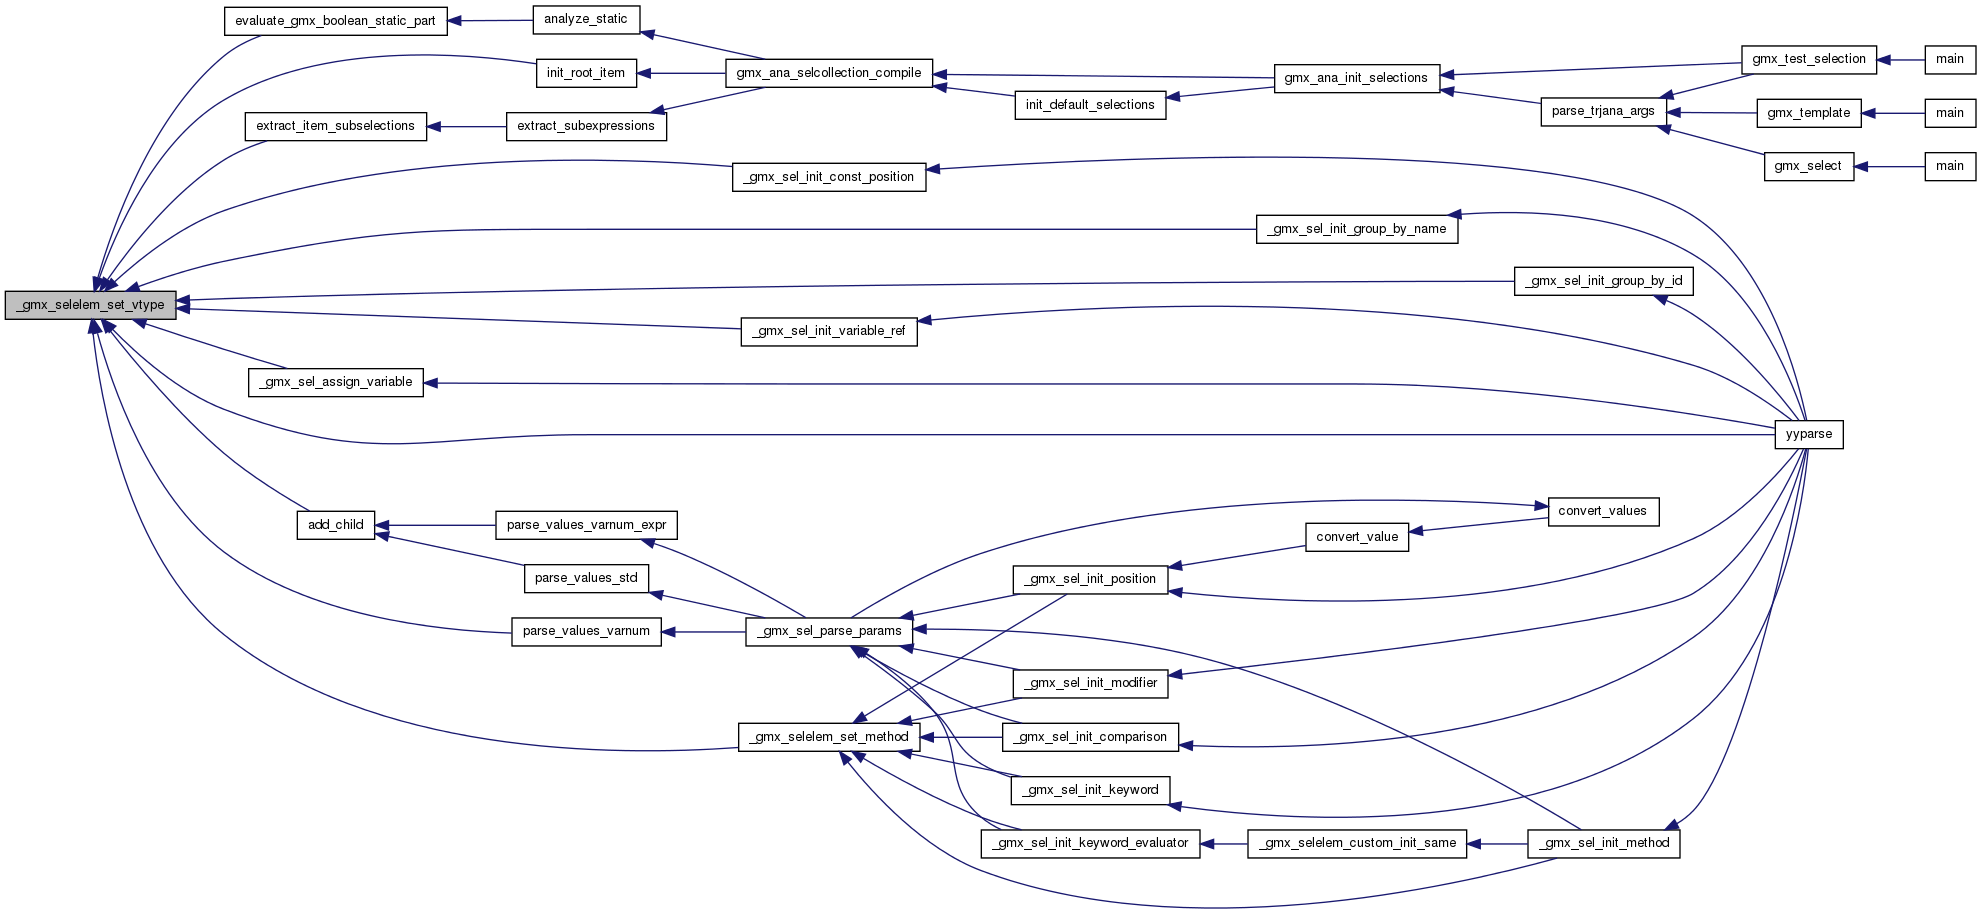 evaluate_gmx_boolean_static_part
analyze_static
gmx_test_selection
main
init_root_item
gmx_ana_selcollection_compile
gmx_ana_init_selections
init_default_selections
parse_trjana_args
gmx_template
main
extract_item_subselections
extract_subexpressions
gmx_select
main
_gmx_sel_init_const_position
_gmx_sel_init_group_by_name
_gmx_sel_init_group_by_id
_gmx_selelem_set_vtype
_gmx_sel_init_variable_ref
_gmx_sel_assign_variable
yyparse
add_child
parse_values_varnum_expr
convert_values
convert_value
parse_values_std
_gmx_sel_init_position
parse_values_varnum
_gmx_sel_parse_params
_gmx_sel_init_modifier
_gmx_selelem_set_method
_gmx_sel_init_comparison
_gmx_sel_init_keyword
_gmx_sel_init_keyword_evaluator
_gmx_selelem_custom_init_same
_gmx_sel_init_method